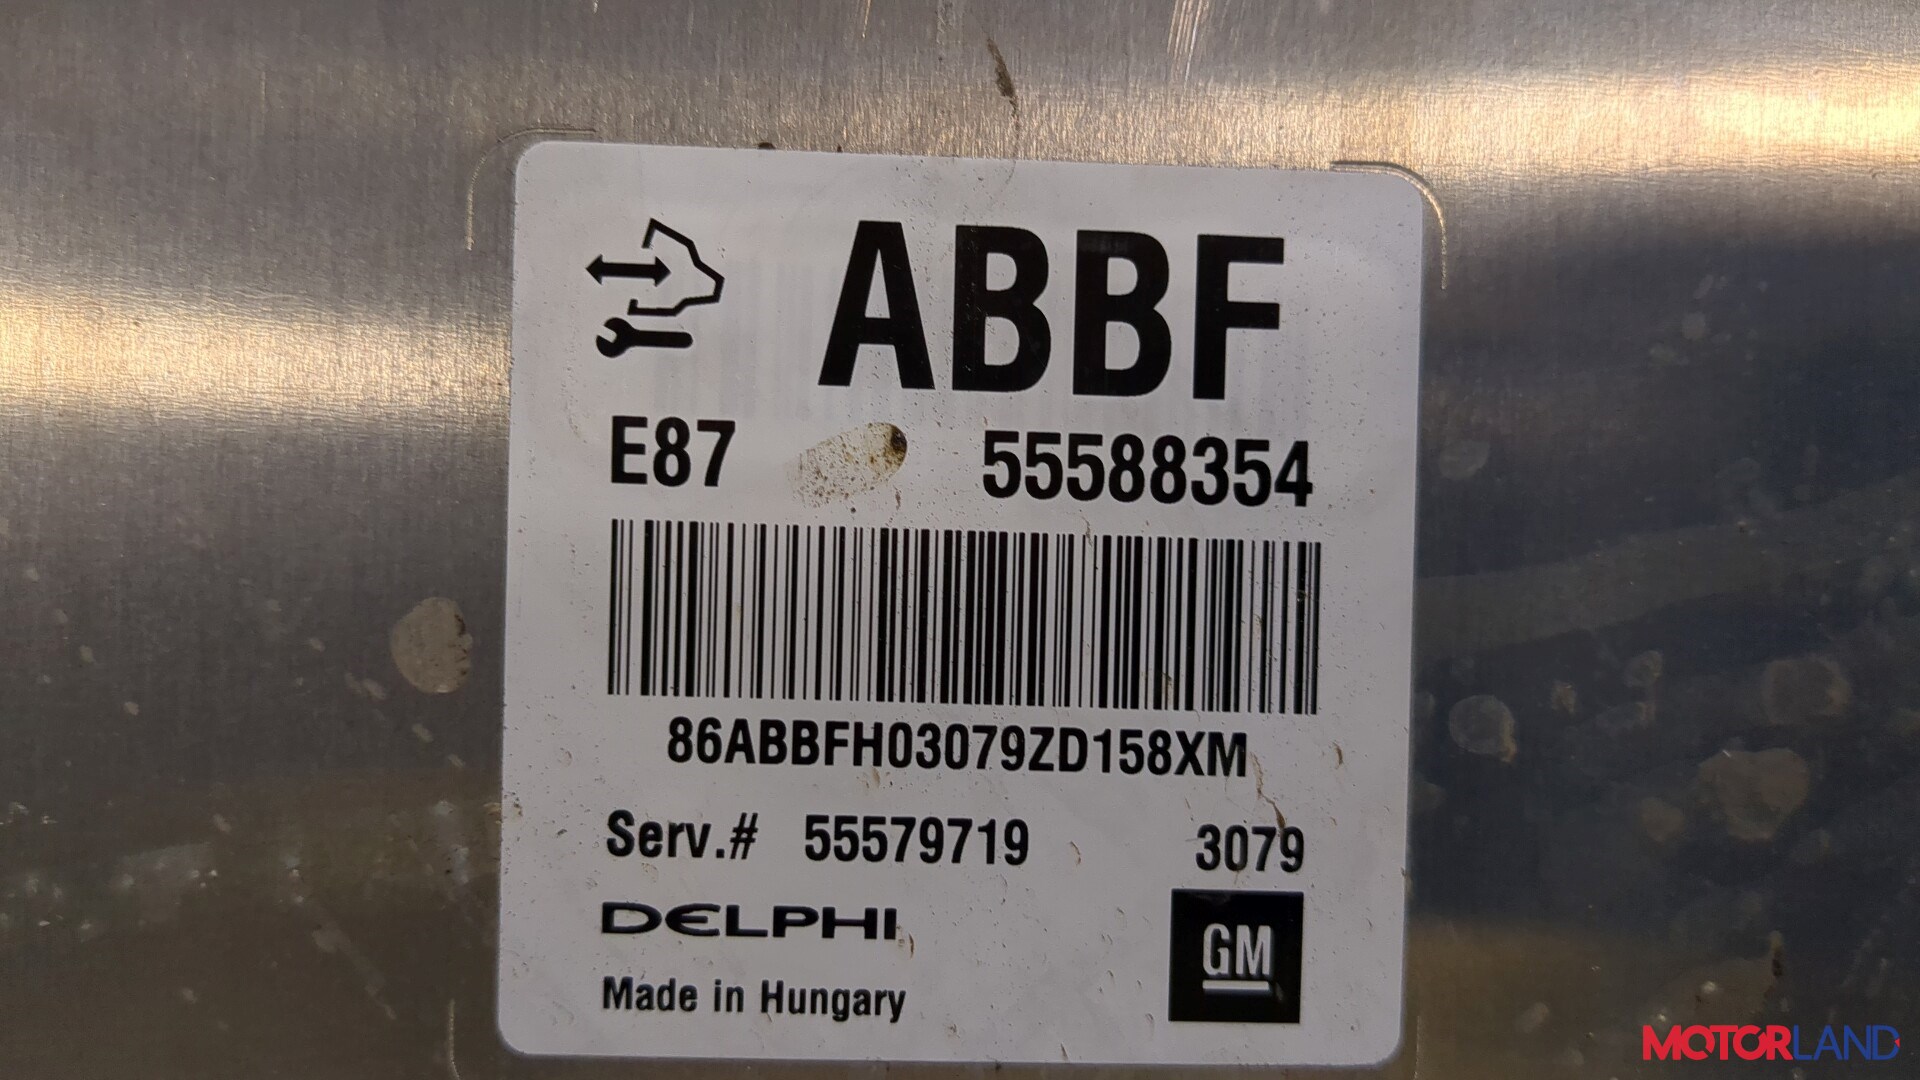 ABBF
E87 55588354
86ABBFH03079ZD158XM
Serv.# 55579719 3079
DELPHI
GM
Made in Hungary
MOTORLAND